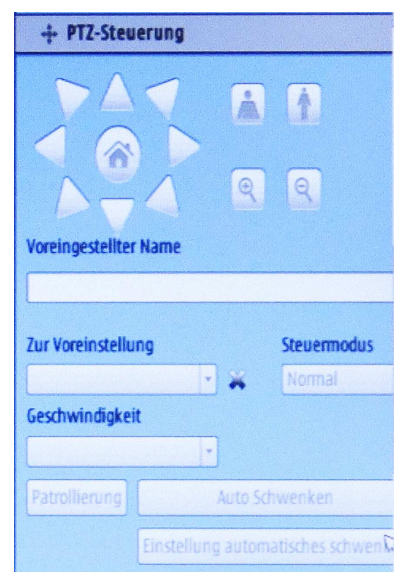 PTZ-Steuerung
Voreingestellter Name
Zur Voreinstellung Steuermodus
Normal
Geschwindigkeit
Patrollierung Auto Schwenken
Einstellung automatisches schwen